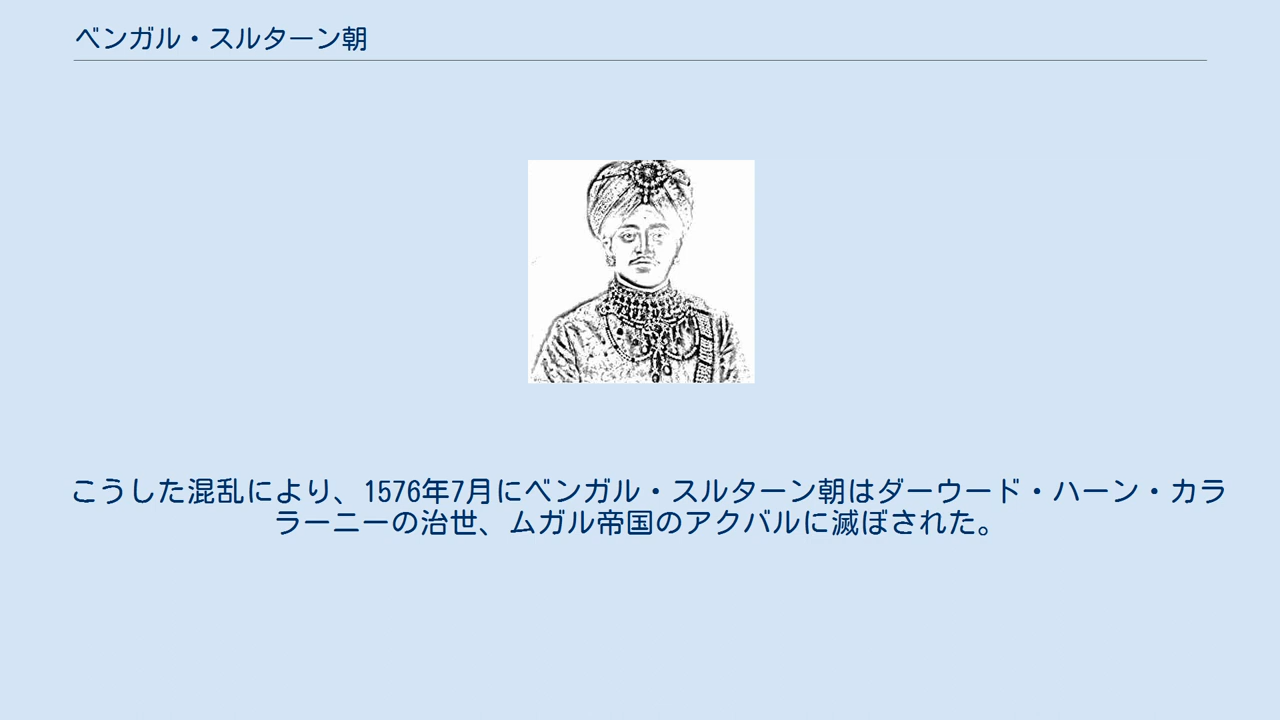 ベンガル・スルターン朝
こうした混乱により、1576年7月にベンガル・スルターン朝はダーウード・ハーン・カラ
ラーニーの治世、ムガル帝国のアクバルに滅ぼされた。